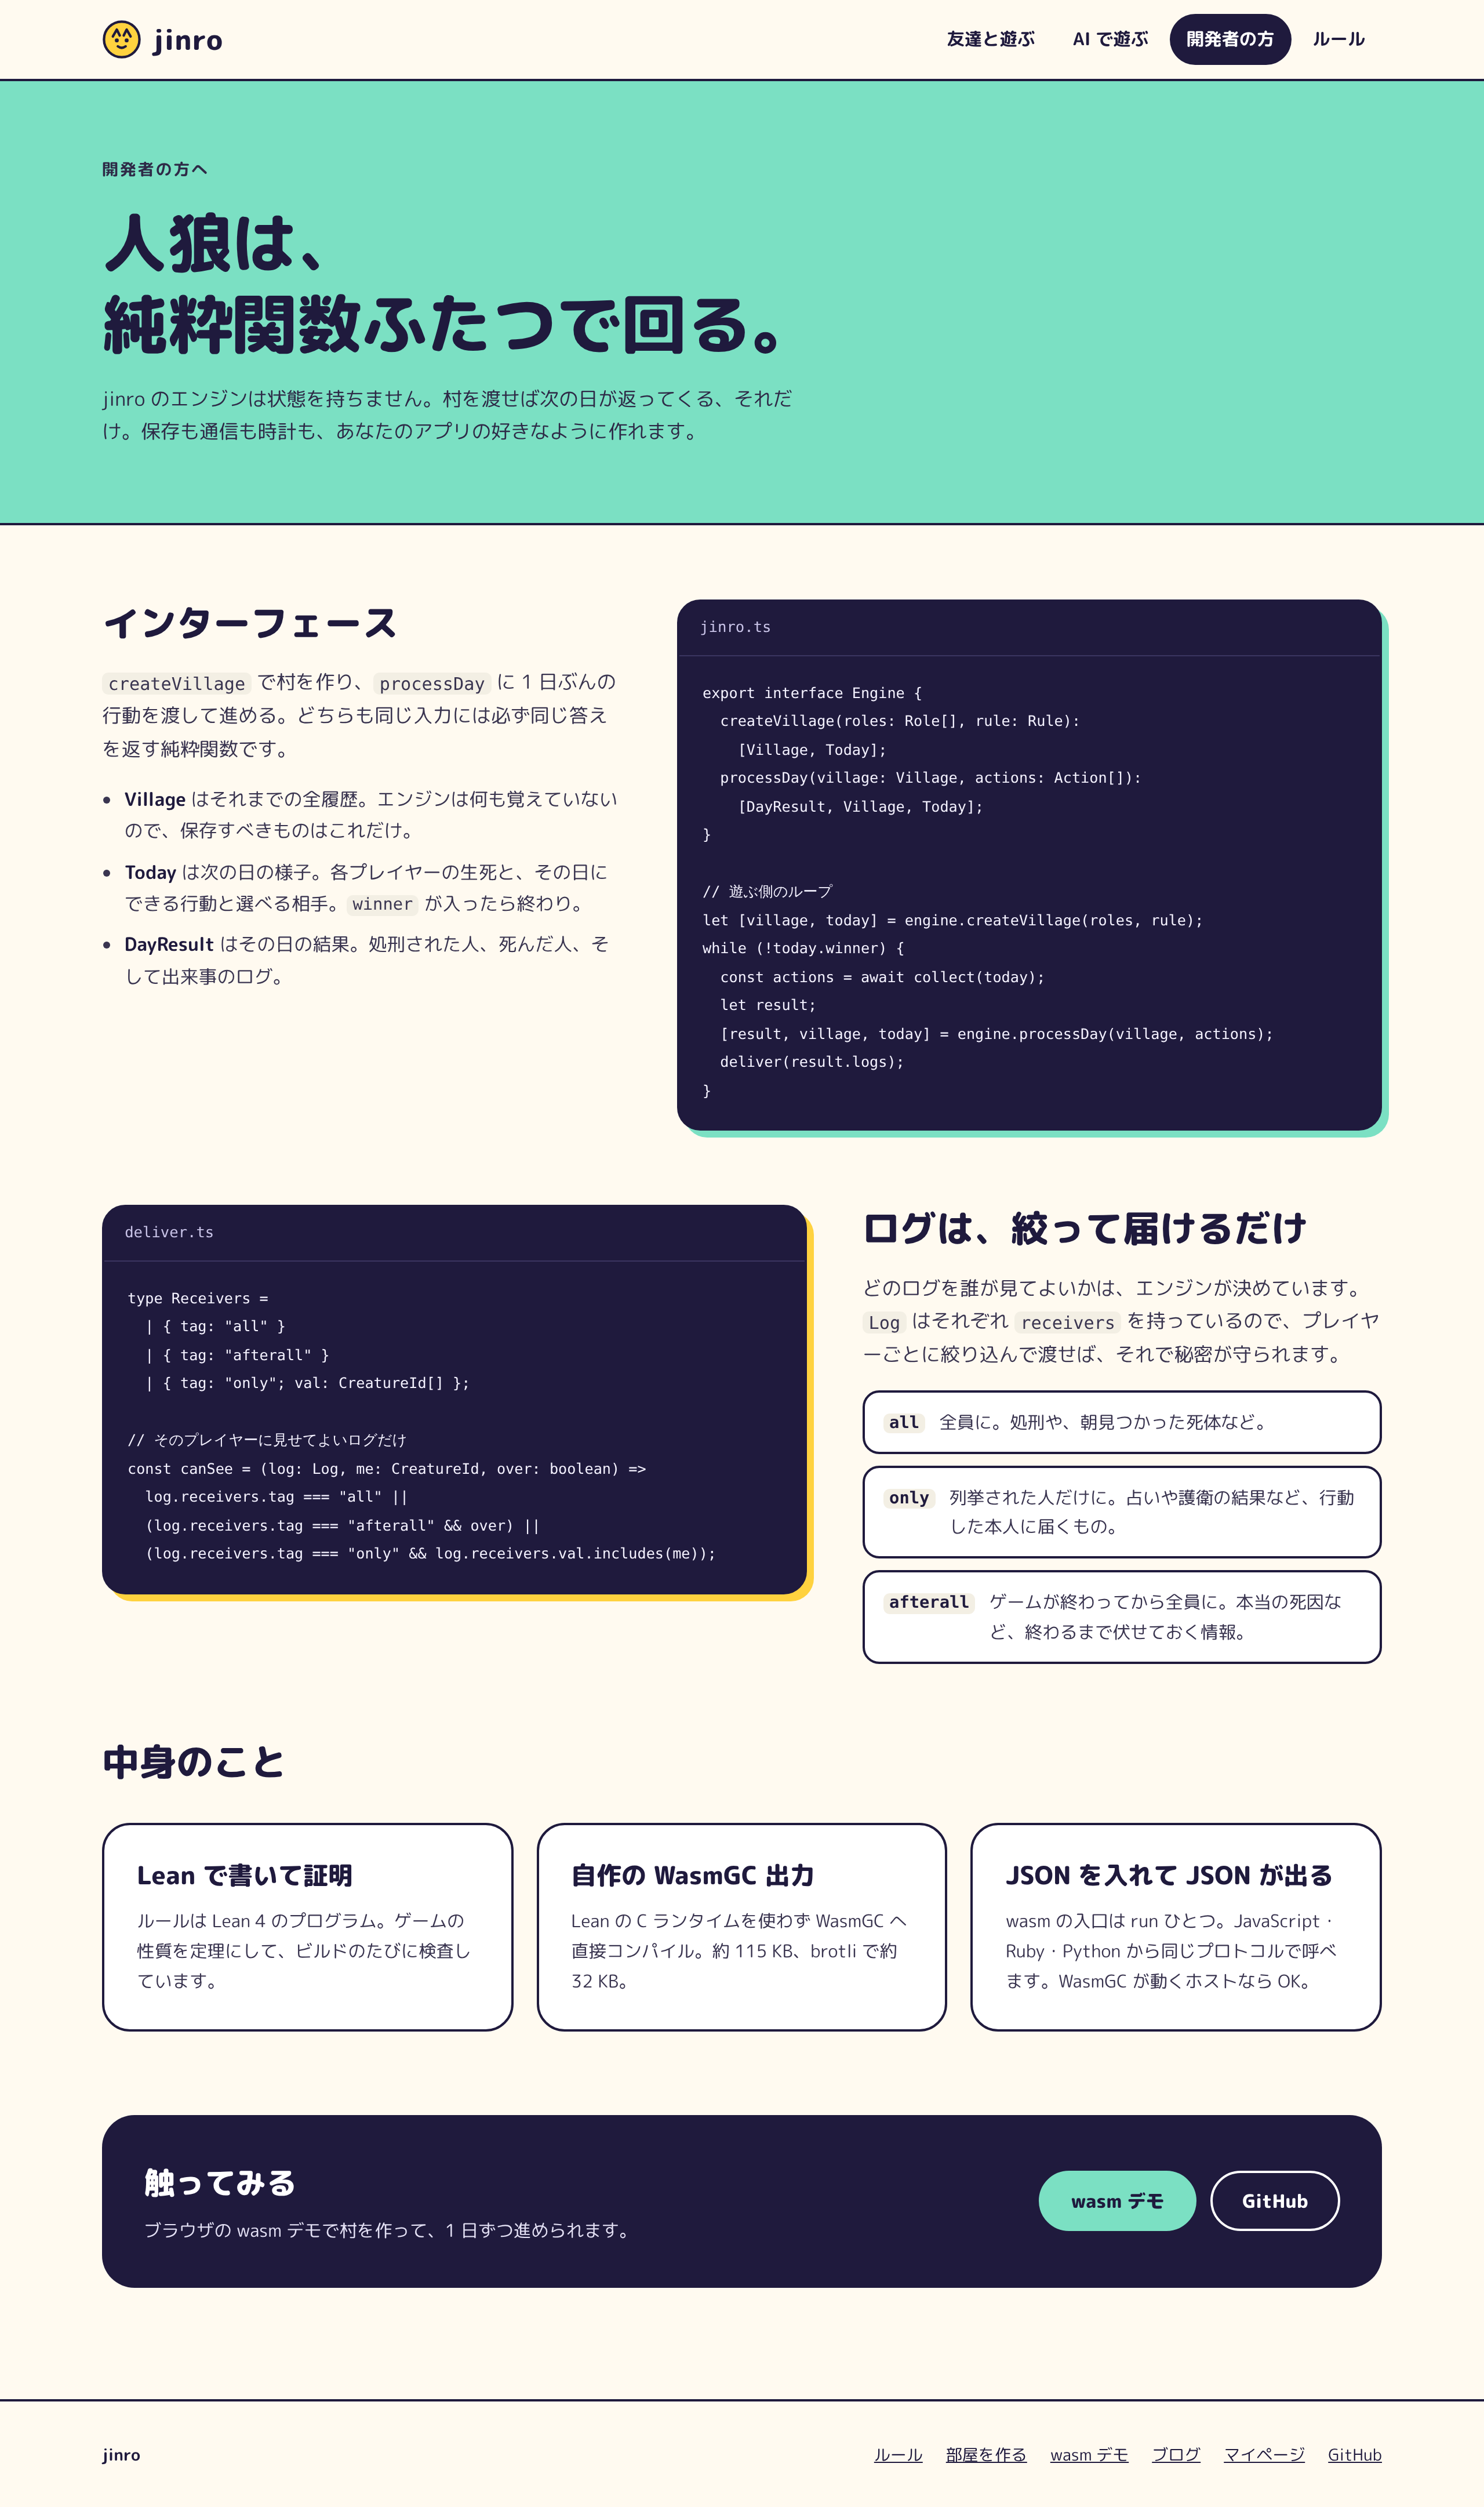 jinro
友達と遊ぶ
AI で遊ぶ
開発者の方
ルール
開発者の方へ
人狼は、
純粋関数ふたつで回る。
jinro のエンジンは状態を持ちません。村を渡せば次の日が返ってくる、それだ
け。保存も通信も時計も、あなたのアプリの好きなように作れます。
インターフェース
createVillage で村を作り、processDay に 1 日ぶんの
行動を渡して進める。どちらも同じ入力には必ず同じ答え
を返す純粋関数です。
• Village はそれまでの全履歴。エンジンは何も覚えていない
ので、保存すべきものはこれだけ。
• Today は次の日の様子。各プレイヤーの生死と、その日に
できる行動と選べる相手。winner が入ったら終わり。
• DayResult はその日の結果。処刑された人、死んだ人、そ
して出来事のログ。
jinro.ts
export interface Engine {
  createVillage(roles: Role[], rule: Rule):
    [Village, Today];
  processDay(village: Village, actions: Action[]):
    [DayResult, Village, Today];
}
// 遊ぶ側のループ
let [village, today] = engine.createVillage(roles, rule);
while (!today.winner) {
  const actions = await collect(today);
  let result;
  [result, village, today] = engine.processDay(village, actions);
  deliver(result.logs);
}
deliver.ts
type Receivers =
  | { tag: "all" }
  | { tag: "afterall" }
  | { tag: "only"; val: CreatureId[] };
// そのプレイヤーに見せてよいログだけ
const canSee = (log: Log, me: CreatureId, over: boolean) =>
  log.receivers.tag === "all" ||
  (log.receivers.tag === "afterall" && over) ||
  (log.receivers.tag === "only" && log.receivers.val.includes(me));
ログは、絞って届けるだけ
どのログを誰が見てよいかは、エンジンが決めています。
Log はそれぞれ receivers を持っているので、プレイヤ
ーごとに絞り込んで渡せば、それで秘密が守られます。
all 全員に。処刑や、朝見つかった死体など。
only 列挙された人だけに。占いや護衛の結果など、行動
した本人に届くもの。
afterall ゲームが終わってから全員に。本当の死因な
ど、終わるまで伏せておく情報。
中身のこと
Lean で書いて証明
ルールは Lean 4 のプログラム。ゲームの
性質を定理にして、ビルドのたびに検査し
ています。
自作の WasmGC 出力
Lean の C ランタイムを使わず WasmGC へ
直接コンパイル。約 115 KB、brotli で約
32 KB。
JSON を入れて JSON が出る
wasm の入口は run ひとつ。JavaScript・
Ruby・Python から同じプロトコルで呼べ
ます。WasmGC が動くホストなら OK。
触ってみる
ブラウザの wasm デモで村を作って、1 日ずつ進められます。
wasm デモ
GitHub
jinro
ルール
部屋を作る
wasm デモ
ブログ
マイページ
GitHub